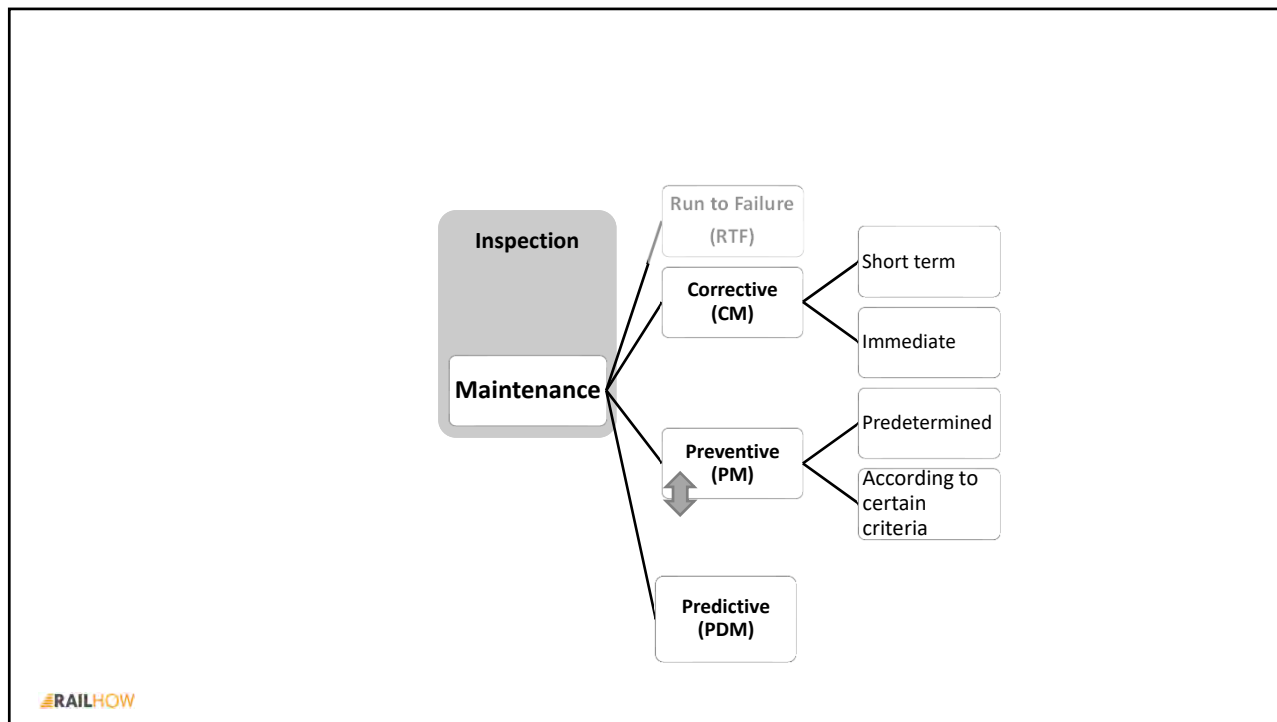 Inspection
Maintenance
Run to Failure
(RTF)
Corrective
(CM)
Short term
Immediate
Preventive
(PM)
Predetermined
According to
certain
criteria
Predictive
(PDM)
RAILHOW